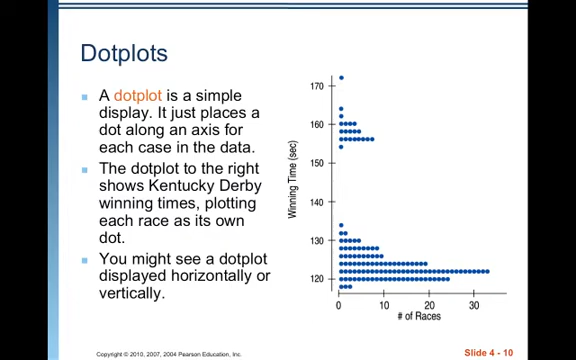 Dotplots
A dotplot is a simple
display. It just places a
dot along an axis for
each case in the data.
The dotplot to the right
shows Kentucky Derby
winning times, plotting
each race as its own
dot.
You might see a dotplot
displayed horizontally or
vertically.
Winning Time (sec)
170
160
150
140
130
120
0 10 20 30
# of Races
Copyright © 2010, 2007, 2004 Pearson Education, Inc.
Slide 4 - 10